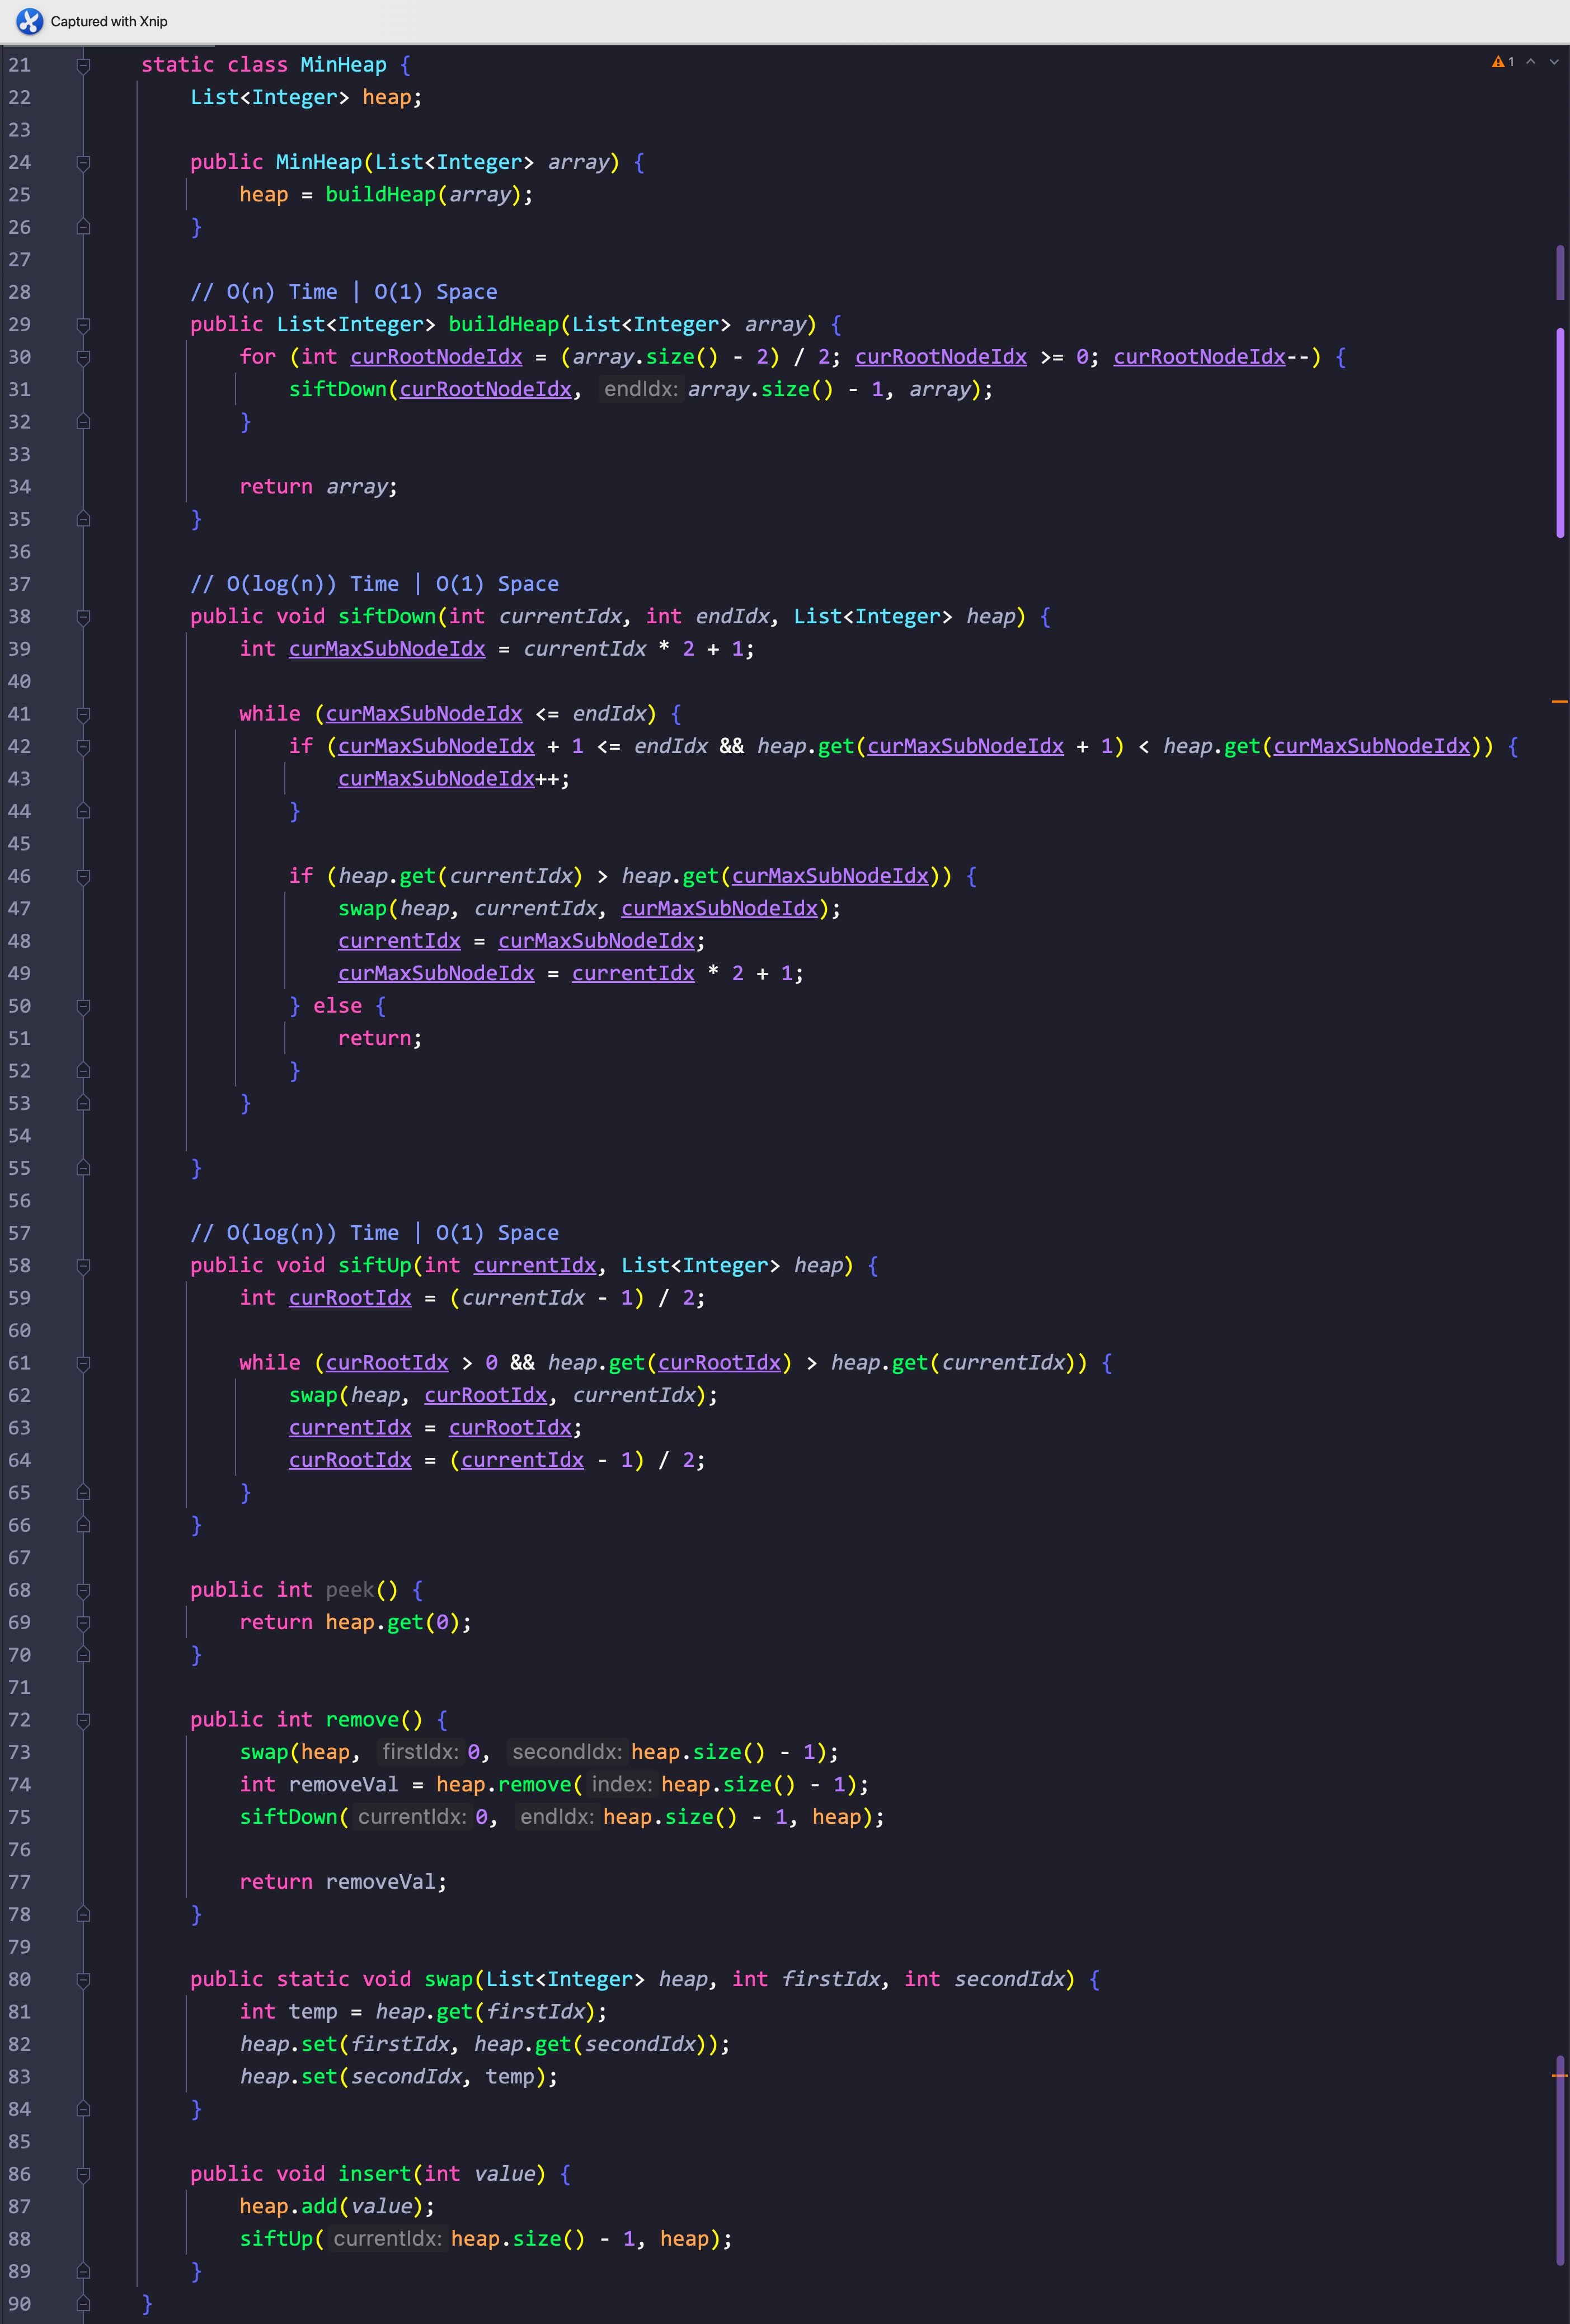 Captured with Xnip
1
21 static class MinHeap {
22 List<Integer> heap;
23
24 public MinHeap(List<Integer> array) {
25 heap = buildHeap(array);
26 }
27
28 // O(n) Time | O(1) Space
29 public List<Integer> buildHeap(List<Integer> array) {
30 for (int curRootNodeIdx = (array.size() - 2) / 2; curRootNodeIdx >= 0; curRootNodeIdx--) {
31 siftDown(curRootNodeIdx, endIdx: array.size() - 1, array);
32 }
33
34 return array;
35 }
36
37 // O(log(n)) Time | O(1) Space
38 public void siftDown(int currentIdx, int endIdx, List<Integer> heap) {
39 int curMaxSubNodeIdx = currentIdx * 2 + 1;
40
41 while (curMaxSubNodeIdx <= endIdx) {
42 if (curMaxSubNodeIdx + 1 <= endIdx && heap.get(curMaxSubNodeIdx + 1) < heap.get(curMaxSubNodeIdx)) {
43 curMaxSubNodeIdx++;
44 }
45
46 if (heap.get(currentIdx) > heap.get(curMaxSubNodeIdx)) {
47 swap(heap, currentIdx, curMaxSubNodeIdx);
48 currentIdx = curMaxSubNodeIdx;
49 curMaxSubNodeIdx = currentIdx * 2 + 1;
50 } else {
51 return;
52 }
53 }
54
55 }
56
57 // O(log(n)) Time | O(1) Space
58 public void siftUp(int currentIdx, List<Integer> heap) {
59 int curRootIdx = (currentIdx - 1) / 2;
60
61 while (curRootIdx > 0 && heap.get(curRootIdx) > heap.get(currentIdx)) {
62 swap(heap, curRootIdx, currentIdx);
63 currentIdx = curRootIdx;
64 curRootIdx = (currentIdx - 1) / 2;
65 }
66 }
67
68 public int peek() {
69 return heap.get(0);
70 }
71
72 public int remove() {
73 swap(heap, firstIdx: 0, secondIdx: heap.size() - 1);
74 int removeVal = heap.remove( index: heap.size() - 1);
75 siftDown( currentIdx: 0, endIdx: heap.size() - 1, heap);
76
77 return removeVal;
78 }
79
80 public static void swap(List<Integer> heap, int firstIdx, int secondIdx) {
81 int temp = heap.get(firstIdx);
82 heap.set(firstIdx, heap.get(secondIdx));
83 heap.set(secondIdx, temp);
84 }
85
86 public void insert(int value) {
87 heap.add(value);
88 siftUp( currentIdx: heap.size() - 1, heap);
89 }
90 }